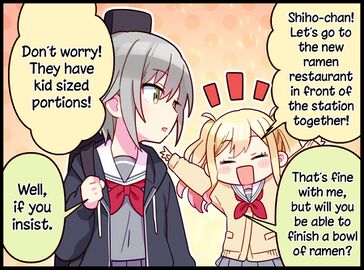 Shiho-chan!
Let's go to
the new
ramen
restaurant
in front of
the station
together!
That's fine
with me,
but will you
be able to
finish a bowl
of ramen?
Don't worry!
They have
kid sized
portions!
Well,
if you
insist.